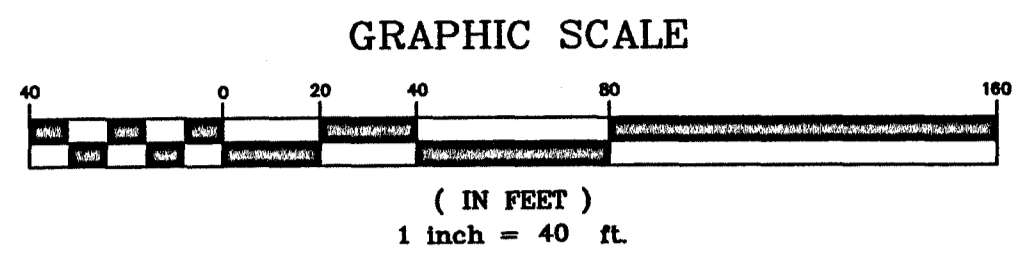 GRAPHIC SCALE
40 0 20 40 80 160
( IN FEET )
1 inch = 40 ft.